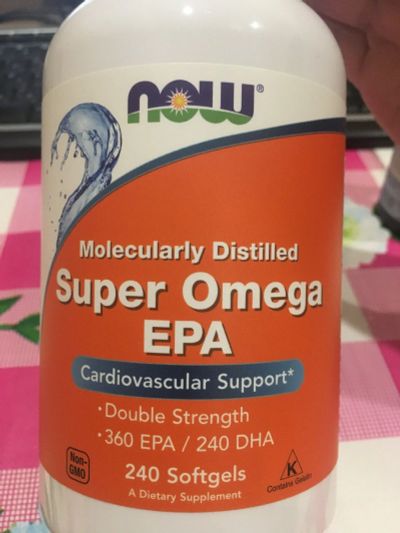 NOW®
Molecularly Distilled
Super Omega
EPA
Cardiovascular Support*
•Double Strength
•360 EPA / 240 DHA
240 Softgels
A Dietary Supplement
Non-
GMO
K
Contains Gelatin